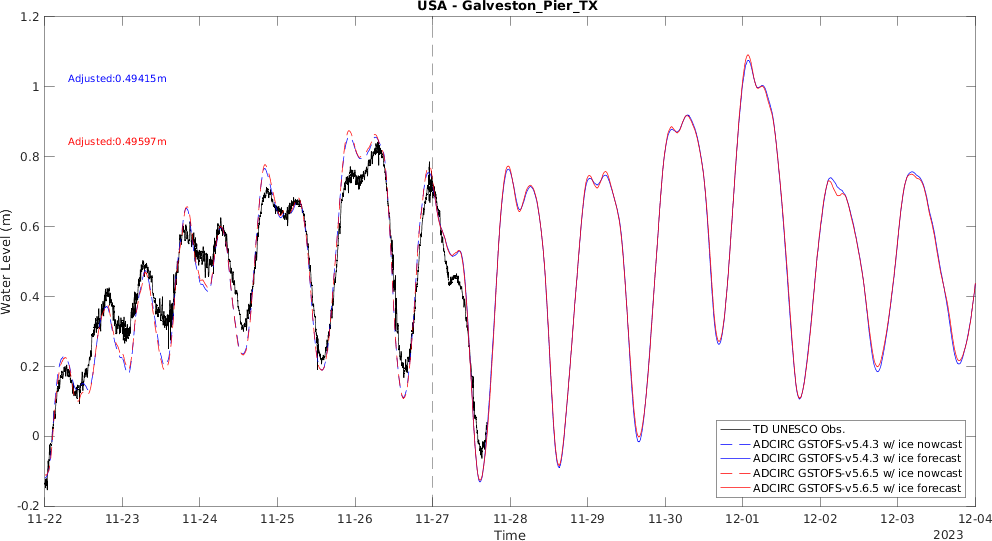 USA - Galveston_Pier_TX
1.2
1
0.8
0.6
0.4
0.2
0
-0.2
Water Level (m)
Adjusted:0.49415m
Adjusted:0.49597m
TD UNESCO Obs.
ADCIRC GSTOFS-v5.4.3 w/ ice nowcast
ADCIRC GSTOFS-v5.4.3 w/ ice forecast
ADCIRC GSTOFS-v5.6.5 w/ ice nowcast
ADCIRC GSTOFS-v5.6.5 w/ ice forecast
11-22 11-23 11-24 11-25 11-26 11-27 11-28 11-29 11-30 12-01 12-02 12-03 12-04
Time
2023